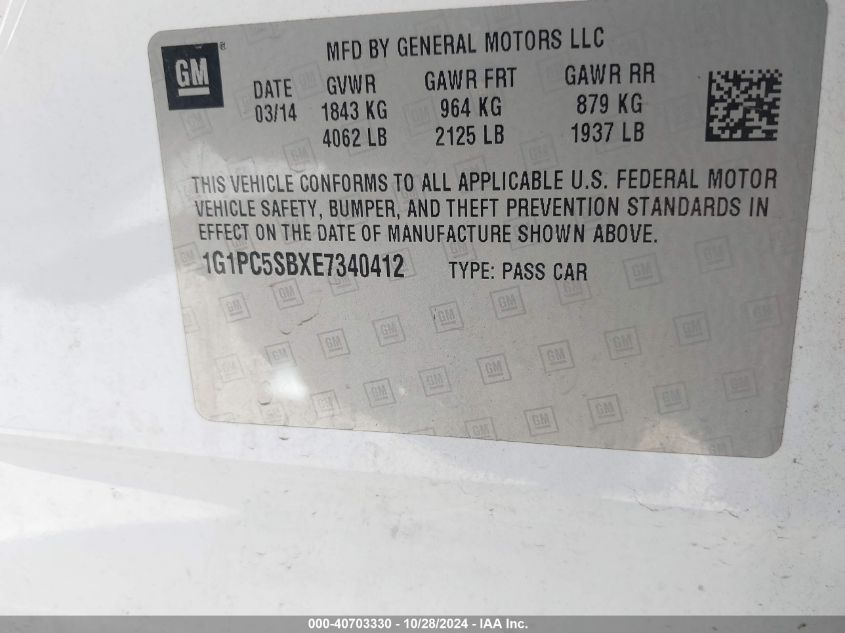 GM ®
MFD BY GENERAL MOTORS LLC
DATE GVWR GAWR FRT GAWR RR
03/14 1843 KG 964 KG 879 KG
4062 LB 2125 LB 1937 LB
THIS VEHICLE CONFORMS TO ALL APPLICABLE U.S. FEDERAL MOTOR
VEHICLE SAFETY, BUMPER, AND THEFT PREVENTION STANDARDS IN
EFFECT ON THE DATE OF MANUFACTURE SHOWN ABOVE.
1G1PC5SBXE7340412 TYPE: PASS CAR
000-40703330 - 10/28/2024 - IAA Inc.